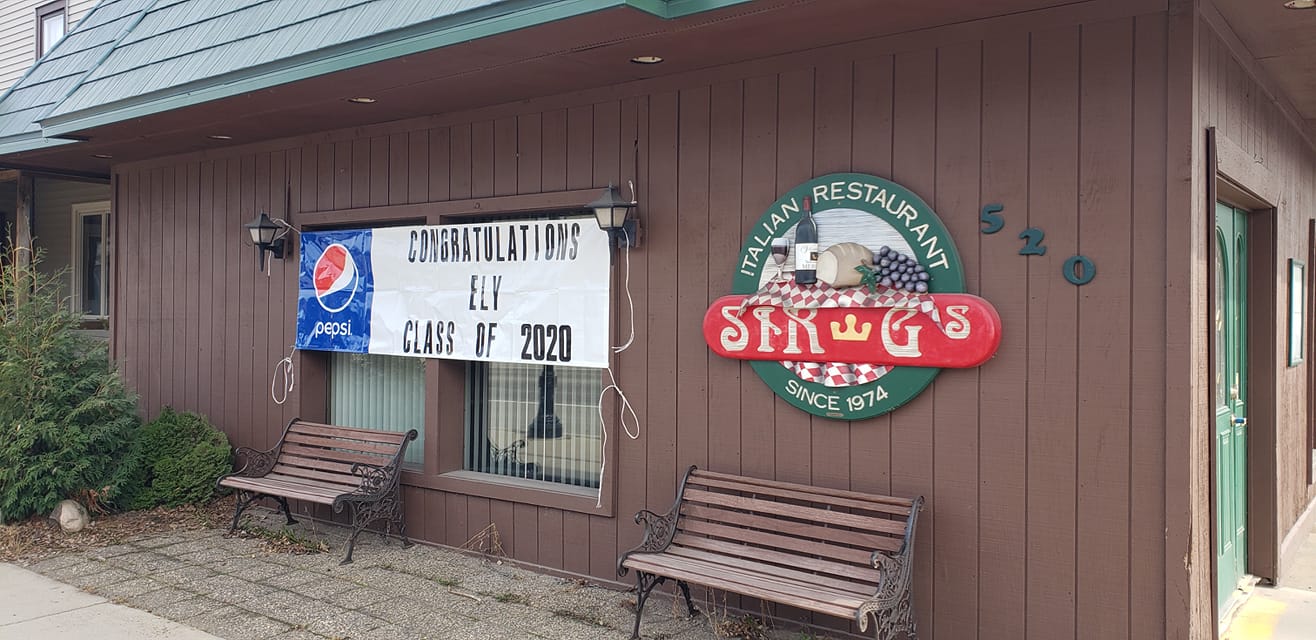 pepsi
CONGRATULATIONS
ELY
CLASS OF 2020
ITALIAN RESTAURANT
SIR G's
SINCE 1974
520